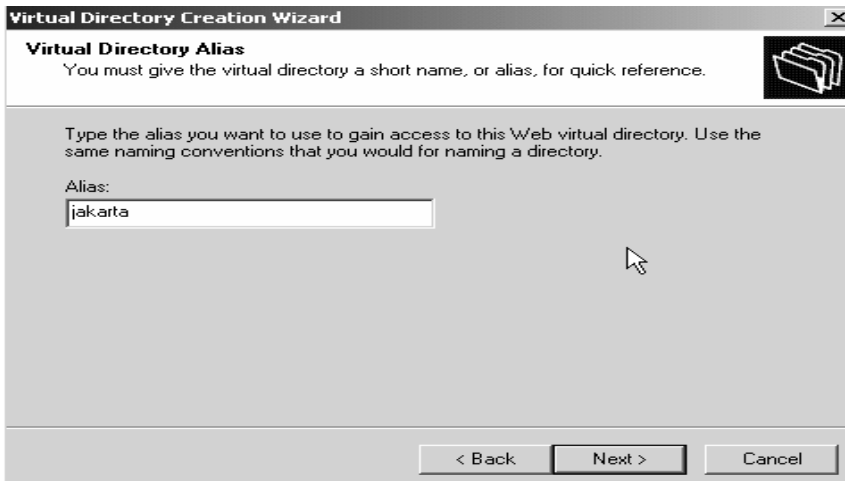 Virtual Directory Creation Wizard
Virtual Directory Alias
You must give the virtual directory a short name, or alias, for quick reference.
Type the alias you want to use to gain access to this Web virtual directory. Use the
same naming conventions that you would for naming a directory.
Alias:
jakarta
< Back Next > Cancel